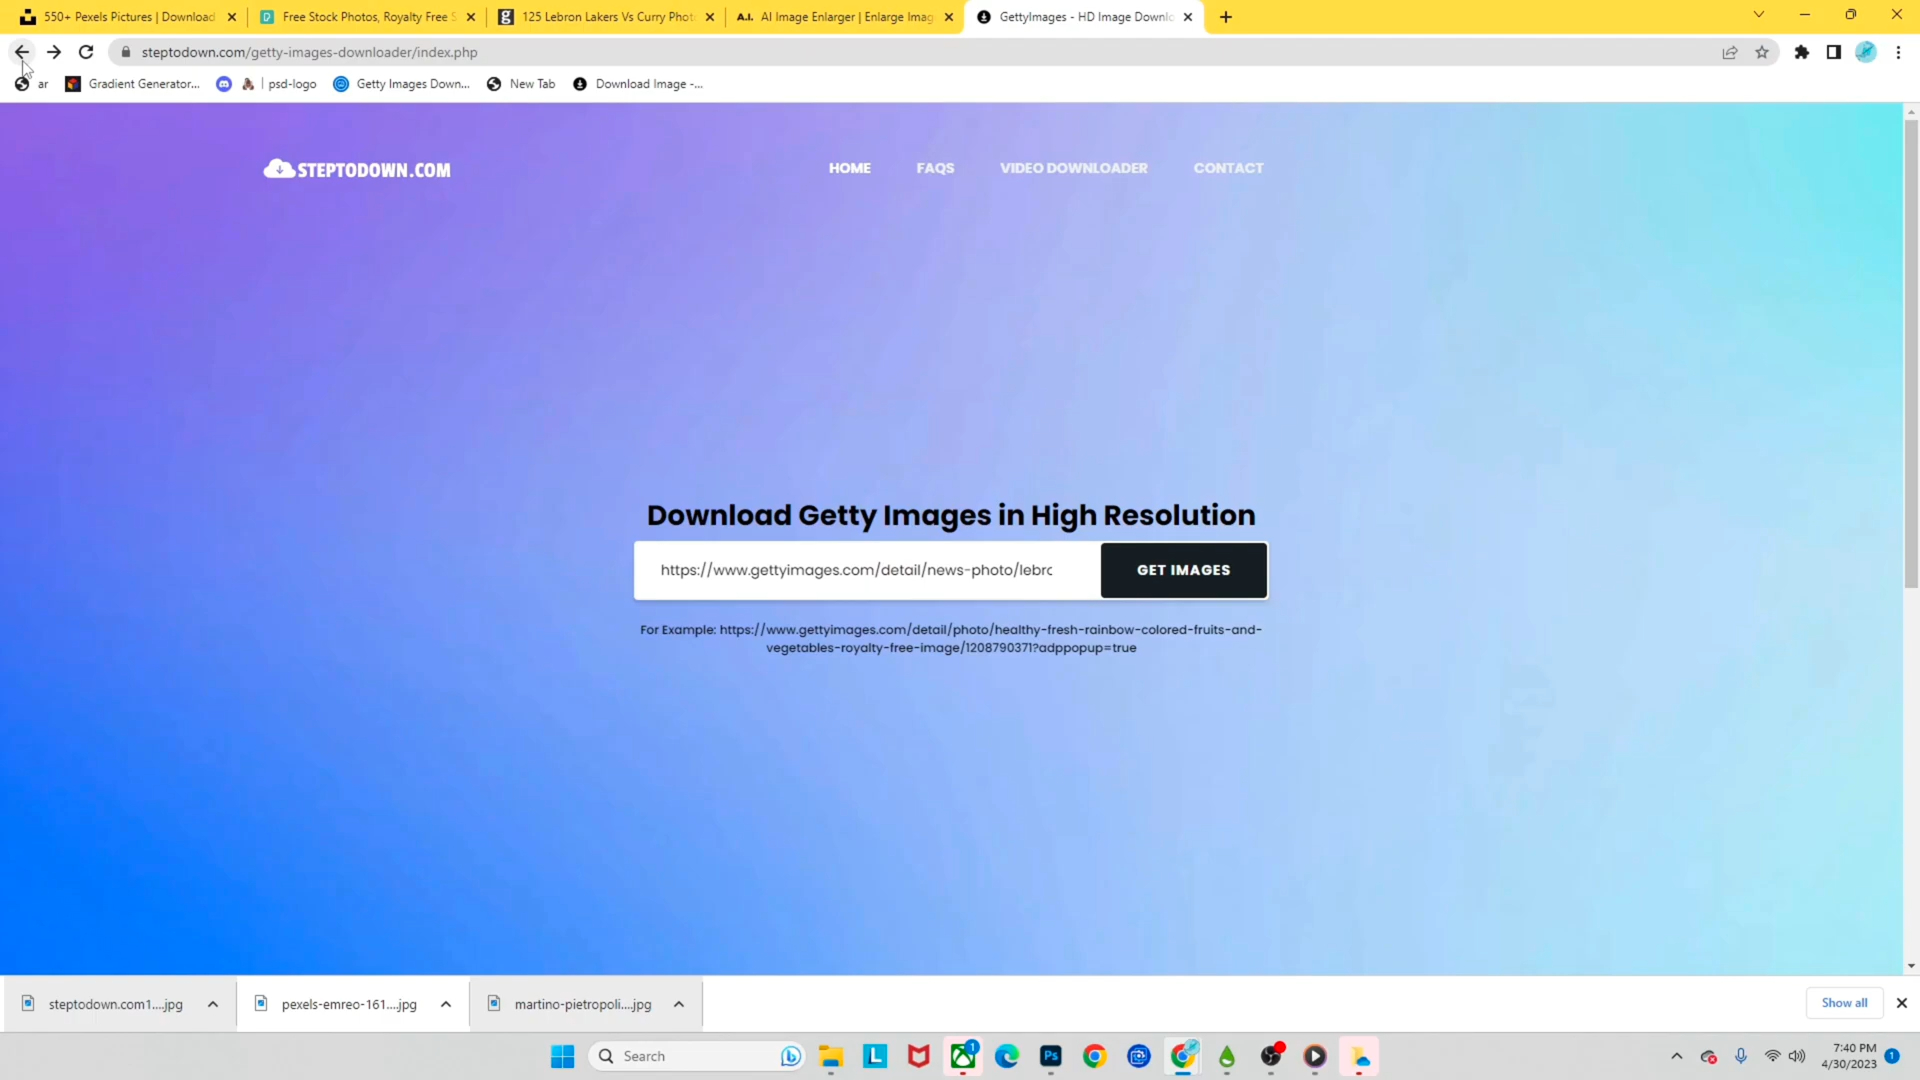 550+ Pexels Pictures | Download
Free Stock Photos, Royalty Free S
125 Lebron Lakers Vs Curry Phot
A.I. AI Image Enlarger | Enlarge Imag
GettyImages - HD Image Downlo
steptodown.com/getty-images-downloader/index.php
ar
Gradient Generator...
| psd-logo
Getty Images Down...
New Tab
Download Image -...
STEPTODOWN.COM
HOME
FAQS
VIDEO DOWNLOADER
CONTACT
Download Getty Images in High Resolution
https://www.gettyimages.com/detail/news-photo/lebro
GET IMAGES
For Example: https://www.gettyimages.com/detail/photo/healthy-fresh-rainbow-colored-fruits-and-
vegetables-royalty-free-image/1208790371?adppopup=true
steptodown.com1....jpg
pexels-emreo-161....jpg
martino-pietropoli....jpg
Show all
Search
L
1
Ps
7:40 PM
4/30/2023
1